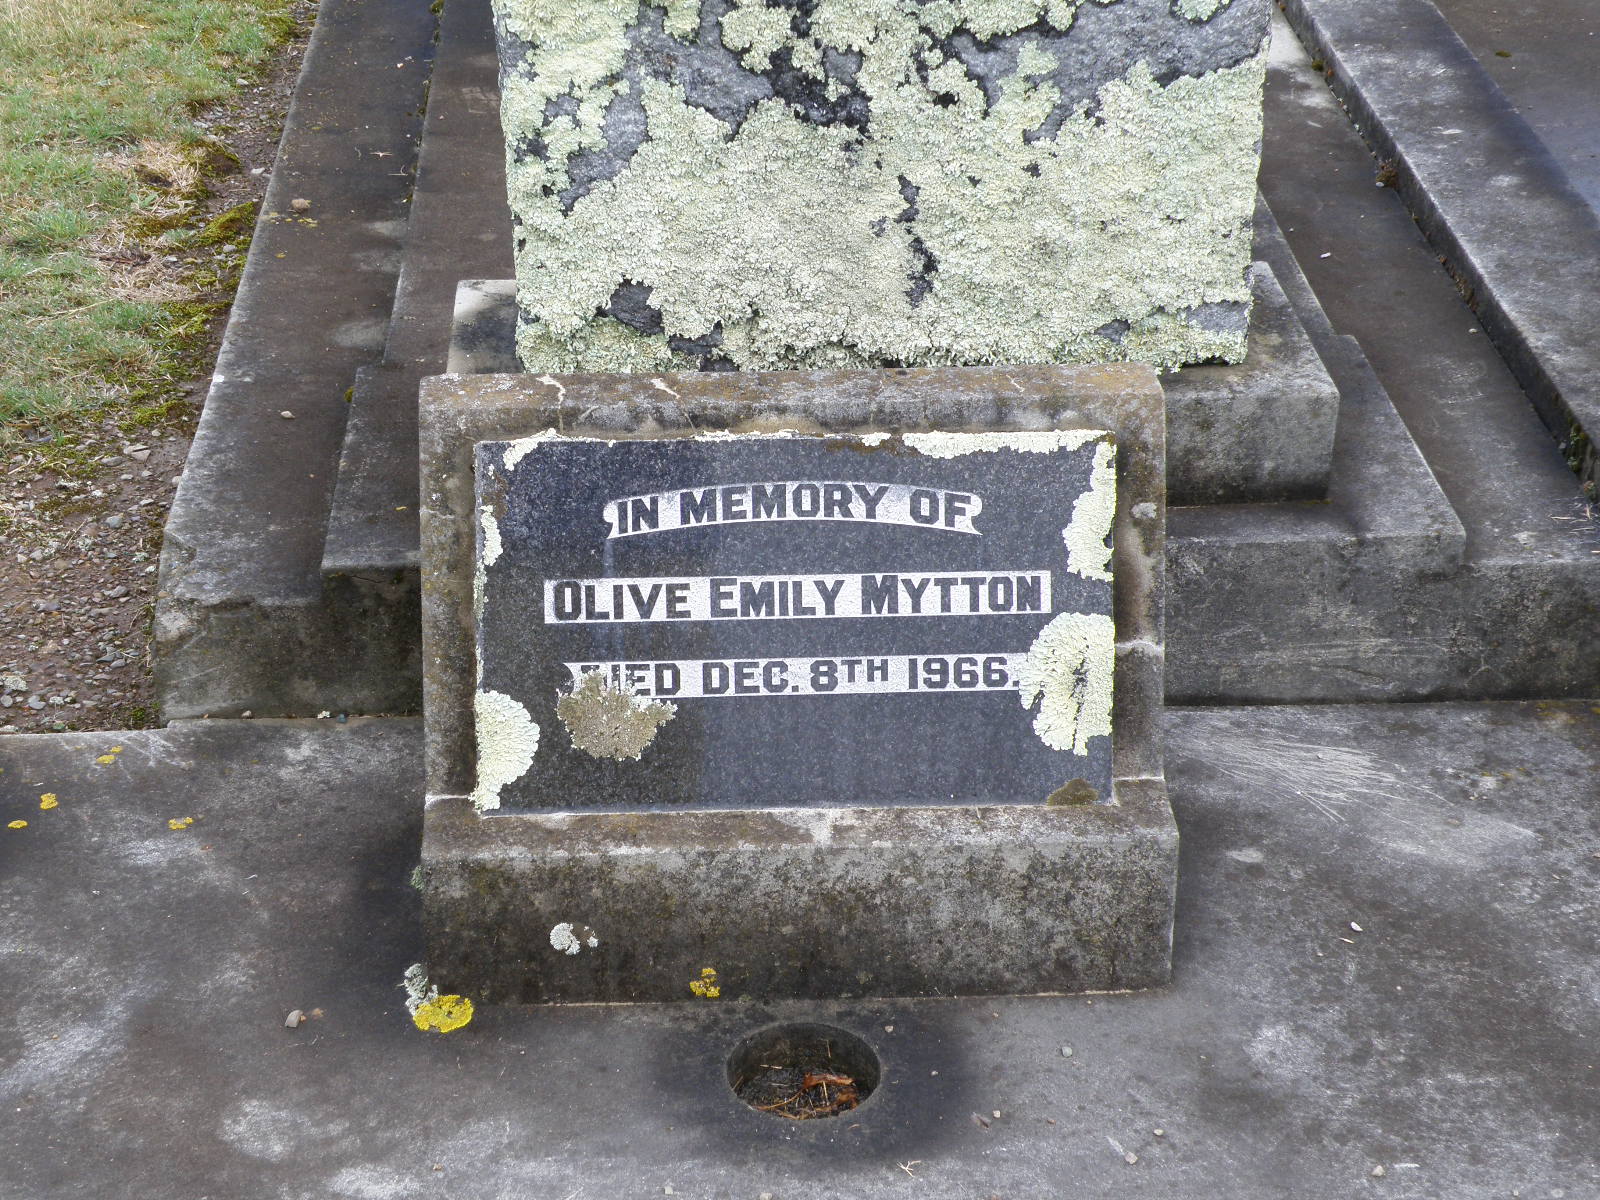 IN MEMORY OF
OLIVE EMILY MYTTON
DIED DEC. 8TH 1966.